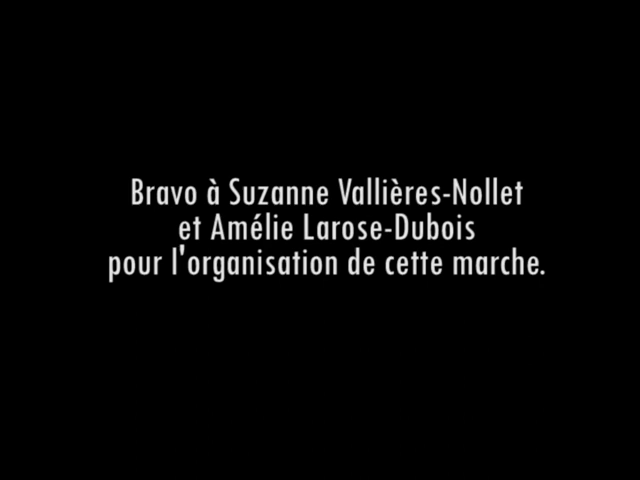 Bravo à Suzanne Vallières-Nollet
et Amélie Larose-Dubois
pour l'organisation de cette marche.